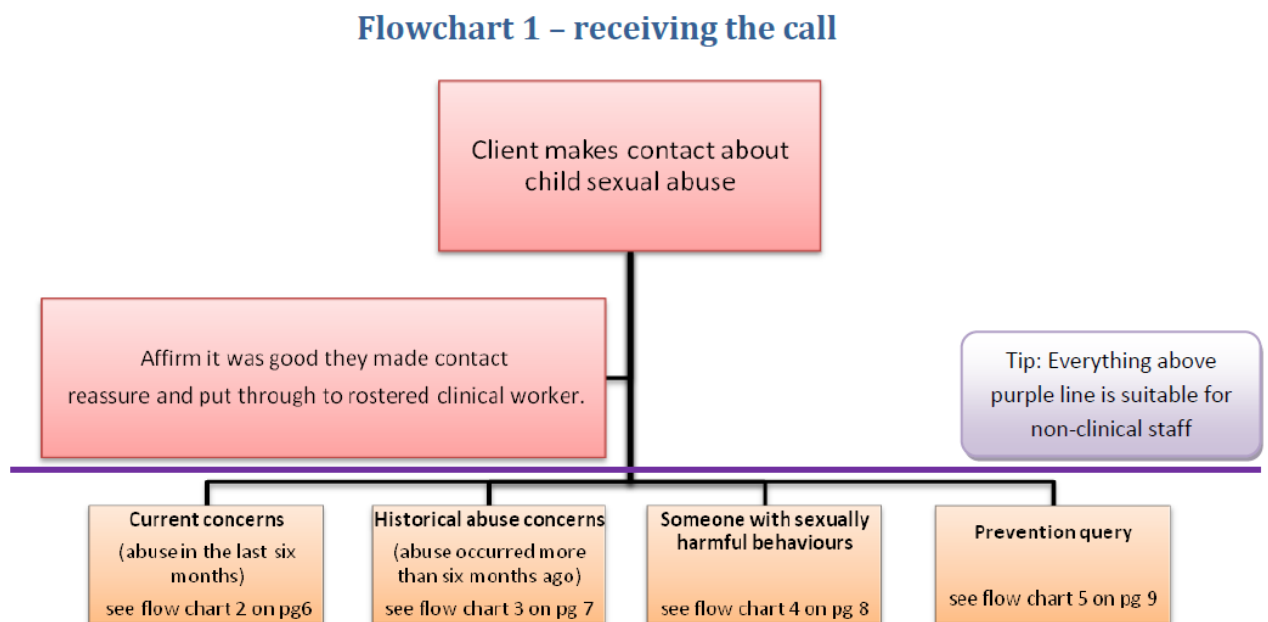 Flowchart 1 – receiving the call
Client makes contact about
child sexual abuse
Affirm it was good they made contact
reassure and put through to rostered clinical worker.
Tip: Everything above
purple line is suitable for
non-clinical staff
Current concerns
(abuse in the last six
months)
see flow chart 2 on pg6
Historical abuse concerns
(abuse occurred more
than six months ago)
see flow chart 3 on pg 7
Someone with sexually
harmful behaviours
see flow chart 4 on pg 8
Prevention query
see flow chart 5 on pg 9